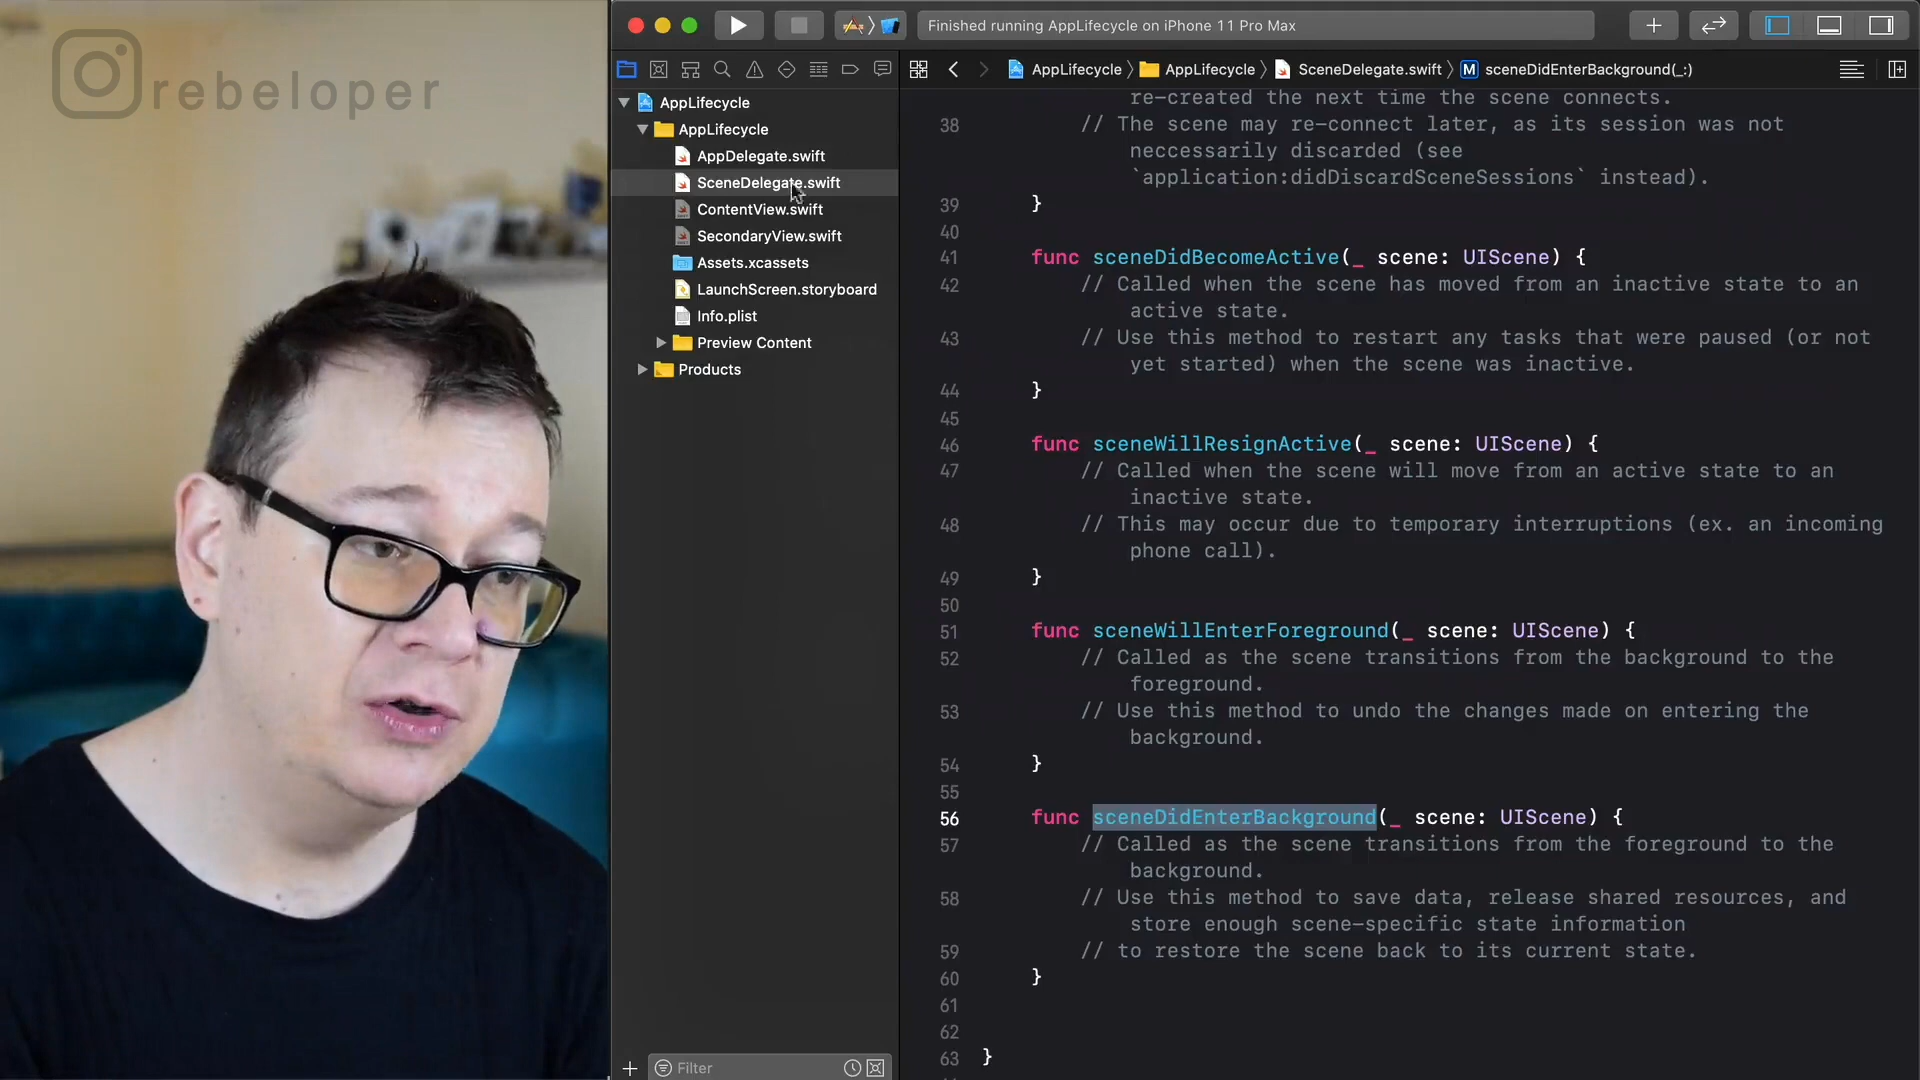 rebeloper
Finished running AppLifecycle on iPhone 11 Pro Max
AppLifecycle
AppLifecycle
SceneDelegate.swift
M
sceneDidEnterBackground(_:)
AppLifecycle
AppLifecycle
AppDelegate.swift
SceneDelegate.swift
ContentView.swift
SecondaryView.swift
Assets.xcassets
LaunchScreen.storyboard
Info.plist
Preview Content
Products
Filter
re-created the next time the scene connects.
38 // The scene may re-connect later, as its session was not
neccessarily discarded (see
`application:didDiscardSceneSessions` instead).
39 }
40
41 func sceneDidBecomeActive(_ scene: UIScene) {
42 // Called when the scene has moved from an inactive state to an
active state.
43 // Use this method to restart any tasks that were paused (or not
yet started) when the scene was inactive.
44 }
45
46 func sceneWillResignActive(_ scene: UIScene) {
47 // Called when the scene will move from an active state to an
inactive state.
48 // This may occur due to temporary interruptions (ex. an incoming
phone call).
49 }
50
51 func sceneWillEnterForeground(_ scene: UIScene) {
52 // Called as the scene transitions from the background to the
foreground.
53 // Use this method to undo the changes made on entering the
background.
54 }
55
56 func sceneDidEnterBackground(_ scene: UIScene) {
57 // Called as the scene transitions from the foreground to the
background.
58 // Use this method to save data, release shared resources, and
store enough scene-specific state information
59 // to restore the scene back to its current state.
60 }
61
62
63 }